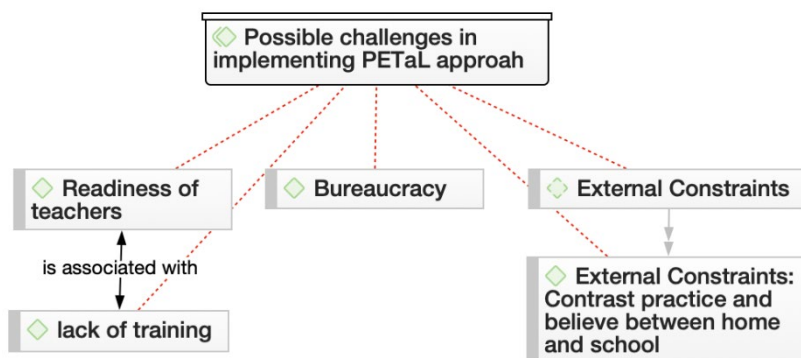 Possible challenges in
implementing PETaL approah
Readiness of
teachers
Bureaucracy
External Constraints
is associated with
lack of training
External Constraints:
Contrast practice and
believe between home
and school